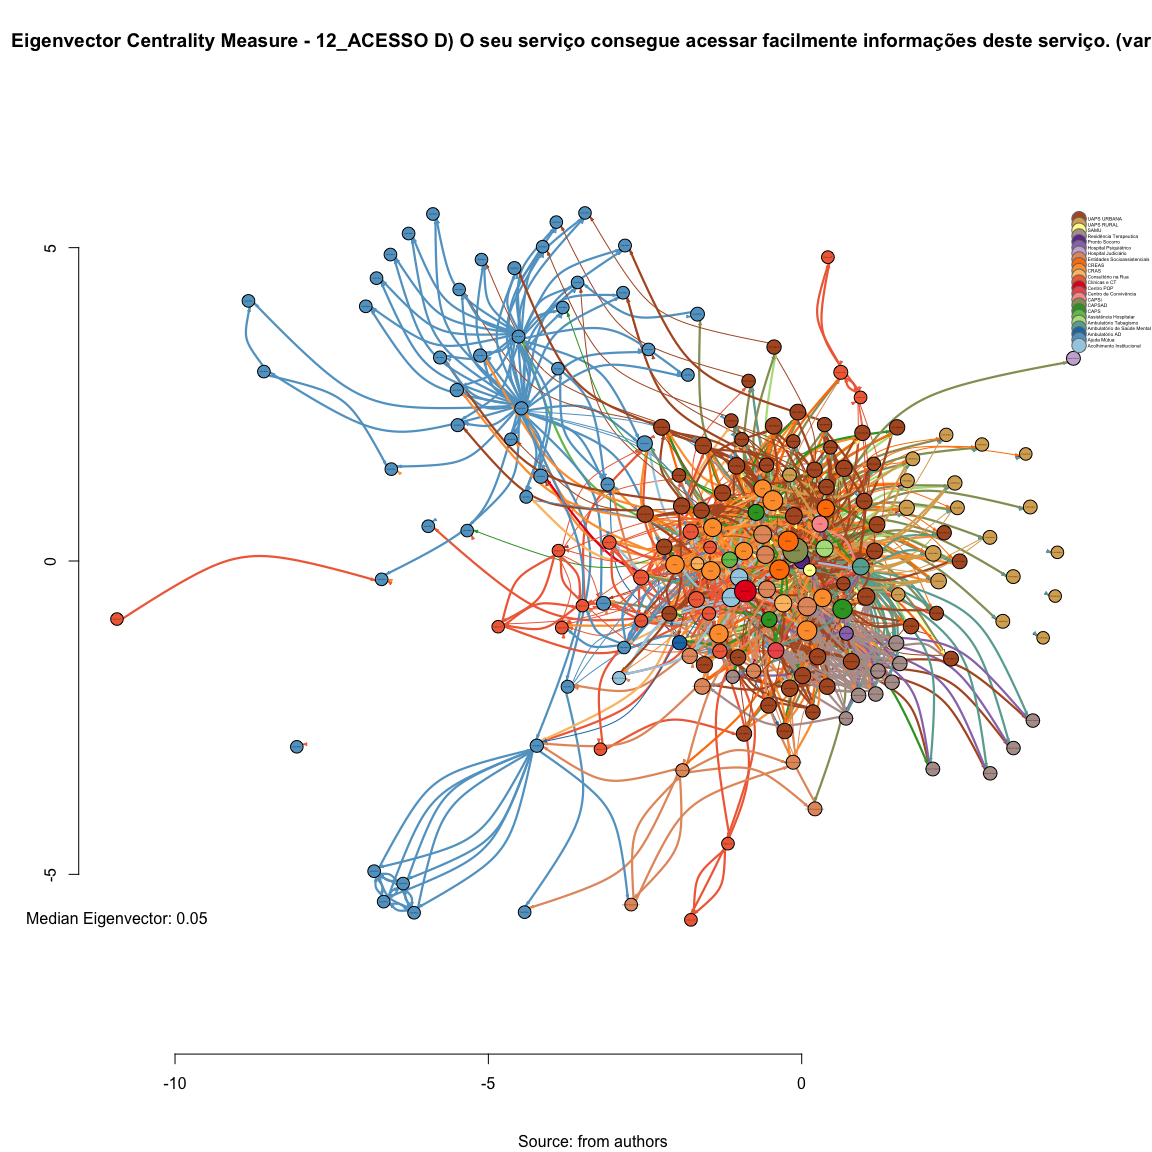 Eigenvector Centrality Measure - 12_ACESSO D) O seu serviço consegue acessar facilmente informações deste serviço. (var
UAPS URBANA
UAPS RURAL
SAMU
Residência Terapeutica
Pronto Socorro
Hospital Psiquiátrico
Hospital Judiciário
Entidades Socioassistenciais
CREAS
CRAS
Consultório na Rua
Clínicas e CT
Centro POP
Centro de Convivência
CAPSi
CAPSAD
CAPS
Assistência Hospitalar
Ambulatório Tabagismo
Ambulatório de Saúde Mental
Ambulatório AD
Ajuda Mútua
Acolhimento Institucional
5
0
-5
Median Eigenvector: 0.05
-10
-5
0
Source: from authors